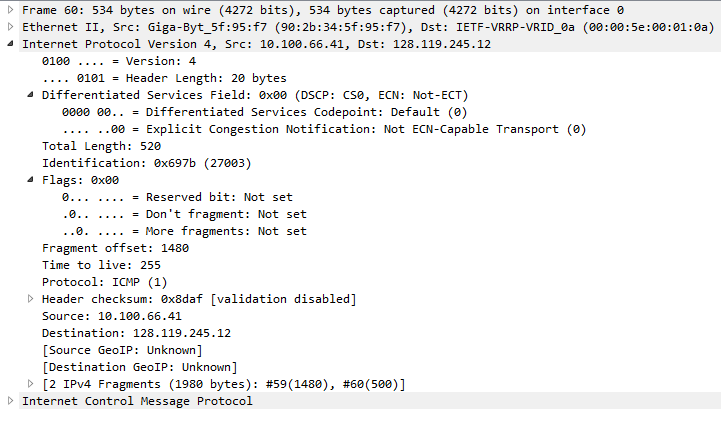 Frame 60: 534 bytes on wire (4272 bits), 534 bytes captured (4272 bits) on interface 0
Ethernet II, Src: Giga-Byt_5f:95:f7 (90:2b:34:5f:95:f7), Dst: IETF-VRRP-VRID_0a (00:00:5e:00:01:0a)
Internet Protocol Version 4, Src: 10.100.66.41, Dst: 128.119.245.12
0100 .... = Version: 4
.... 0101 = Header Length: 20 bytes
Differentiated Services Field: 0x00 (DSCP: CS0, ECN: Not-ECT)
0000 00.. = Differentiated Services Codepoint: Default (0)
.... ..00 = Explicit Congestion Notification: Not ECN-Capable Transport (0)
Total Length: 520
Identification: 0x697b (27003)
Flags: 0x00
0... .... = Reserved bit: Not set
.0.. .... = Don't fragment: Not set
..0. .... = More fragments: Not set
Fragment offset: 1480
Time to live: 255
Protocol: ICMP (1)
Header checksum: 0x8daf [validation disabled]
Source: 10.100.66.41
Destination: 128.119.245.12
[Source GeoIP: Unknown]
[Destination GeoIP: Unknown]
[2 IPv4 Fragments (1980 bytes): #59(1480), #60(500)]
Internet Control Message Protocol